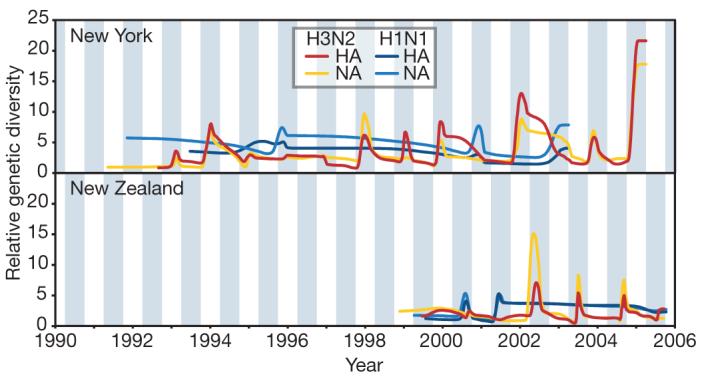 25
New York
H3N2 H1N1
HA HA
NA NA
20
15
10
5
0
New Zealand
20
15
10
5
0
Relative genetic diversity
1990 1992 1994 1996 1998 2000 2002 2004 2006
Year